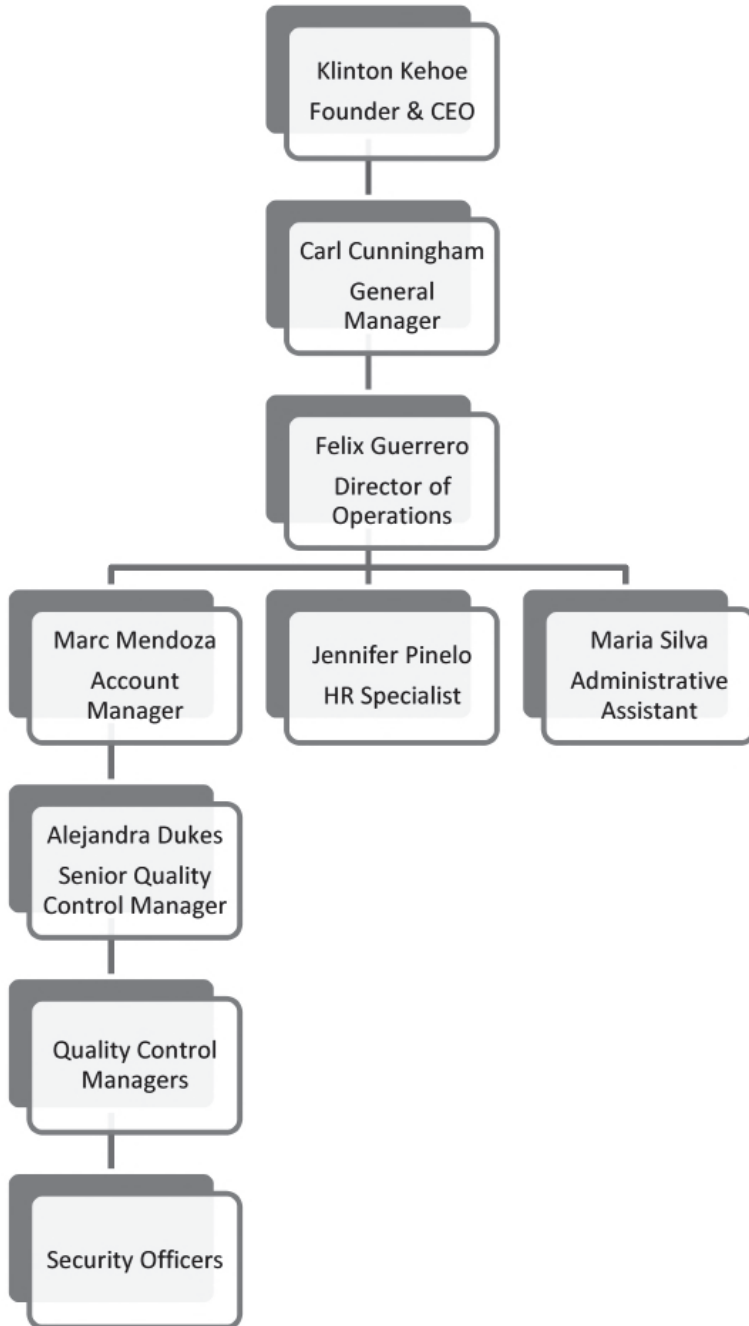 Klinton Kehoe
Founder & CEO
Carl Cunningham
General
Manager
Felix Guerrero
Director of
Operations
Marc Mendoza
Account
Manager
Jennifer Pinelo
HR Specialist
Maria Silva
Administrative
Assistant
Alejandra Dukes
Senior Quality
Control Manager
Quality Control
Managers
Security Officers